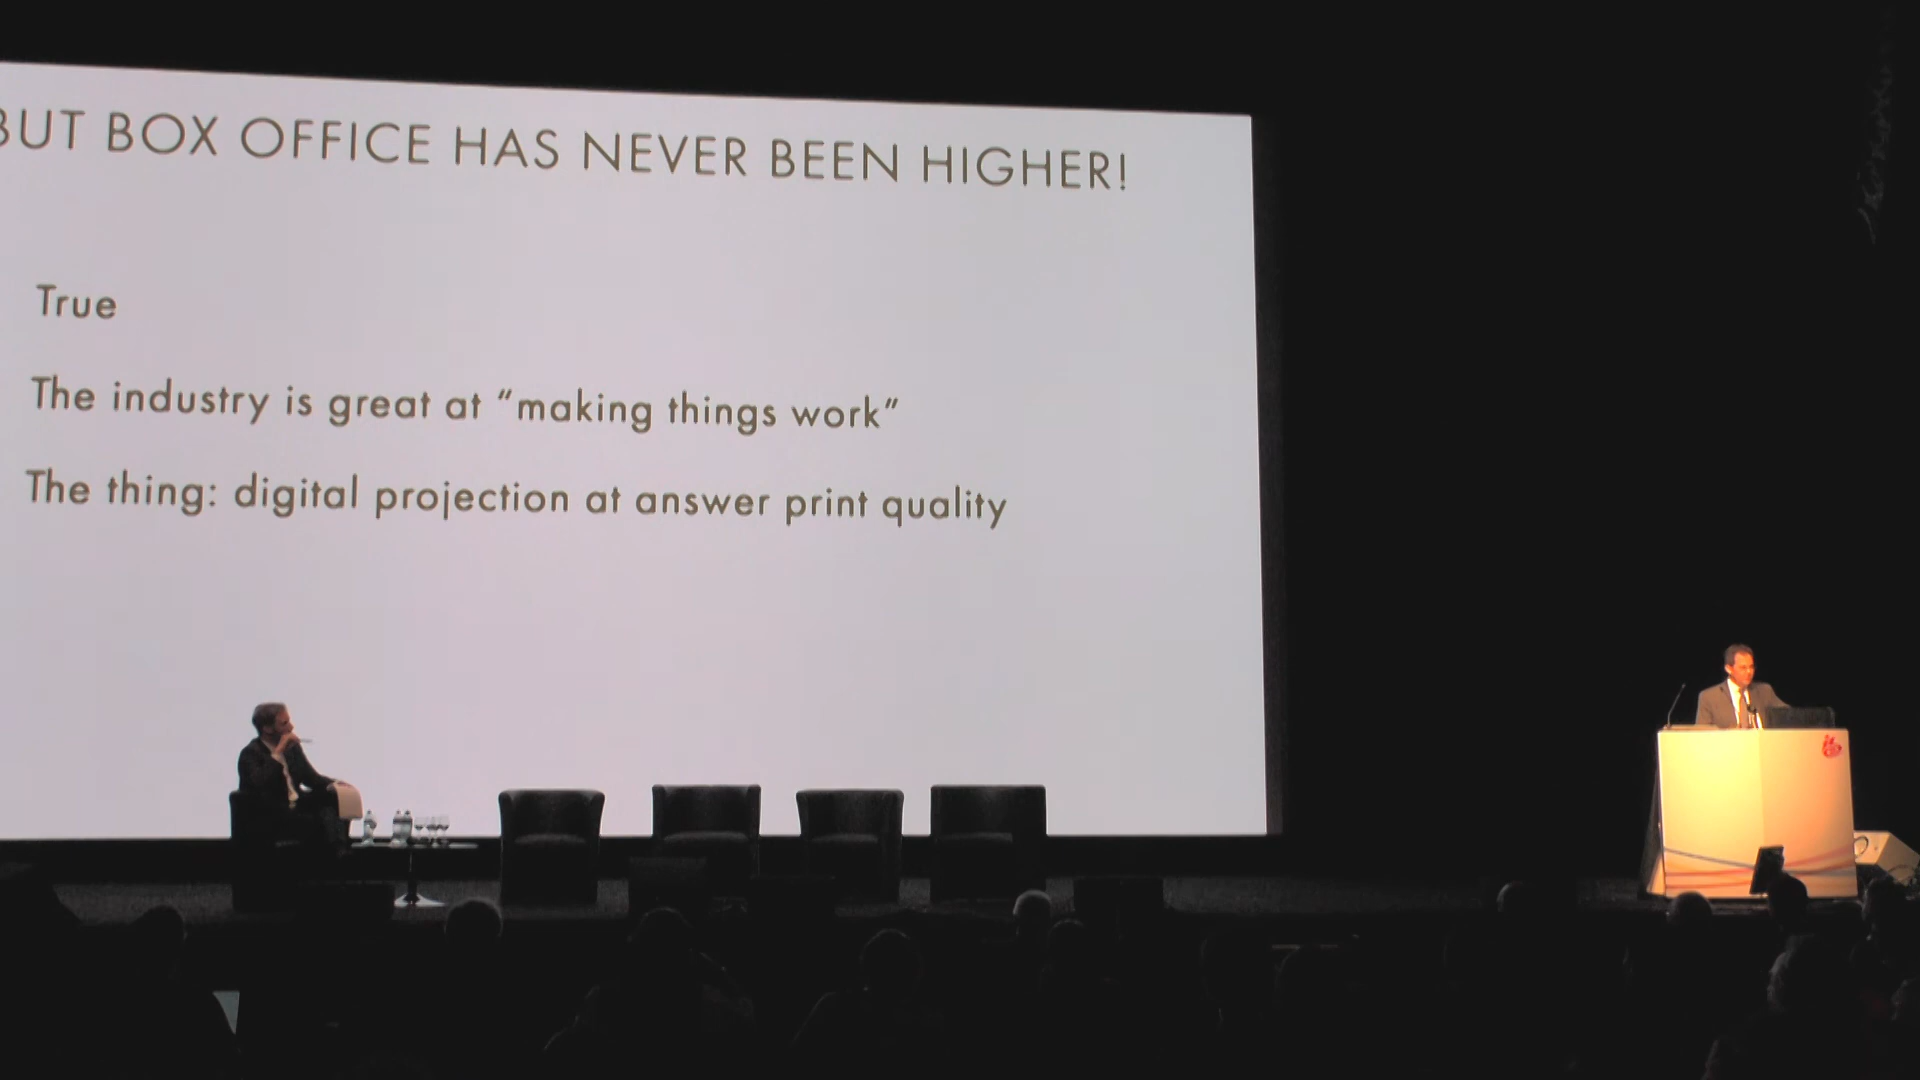 BUT BOX OFFICE HAS NEVER BEEN HIGHER!
True
The industry is great at “making things work”
The thing: digital projection at answer print quality